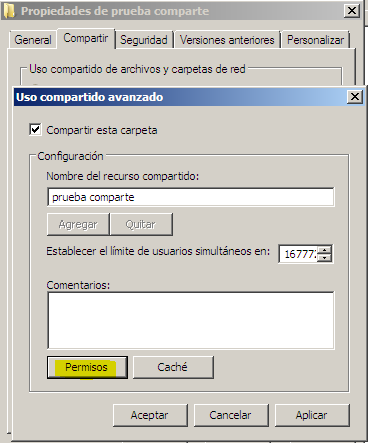 Propiedades de prueba comparte
General Compartir Seguridad Versiones anteriores Personalizar
Uso compartido de archivos y carpetas de red
Uso compartido avanzado
Compartir esta carpeta
Configuración
Nombre del recurso compartido:
prueba comparte
Agregar Quitar
Establecer el límite de usuarios simultáneos en:
Comentarios:
Permisos Caché
Aceptar Cancelar Aplicar